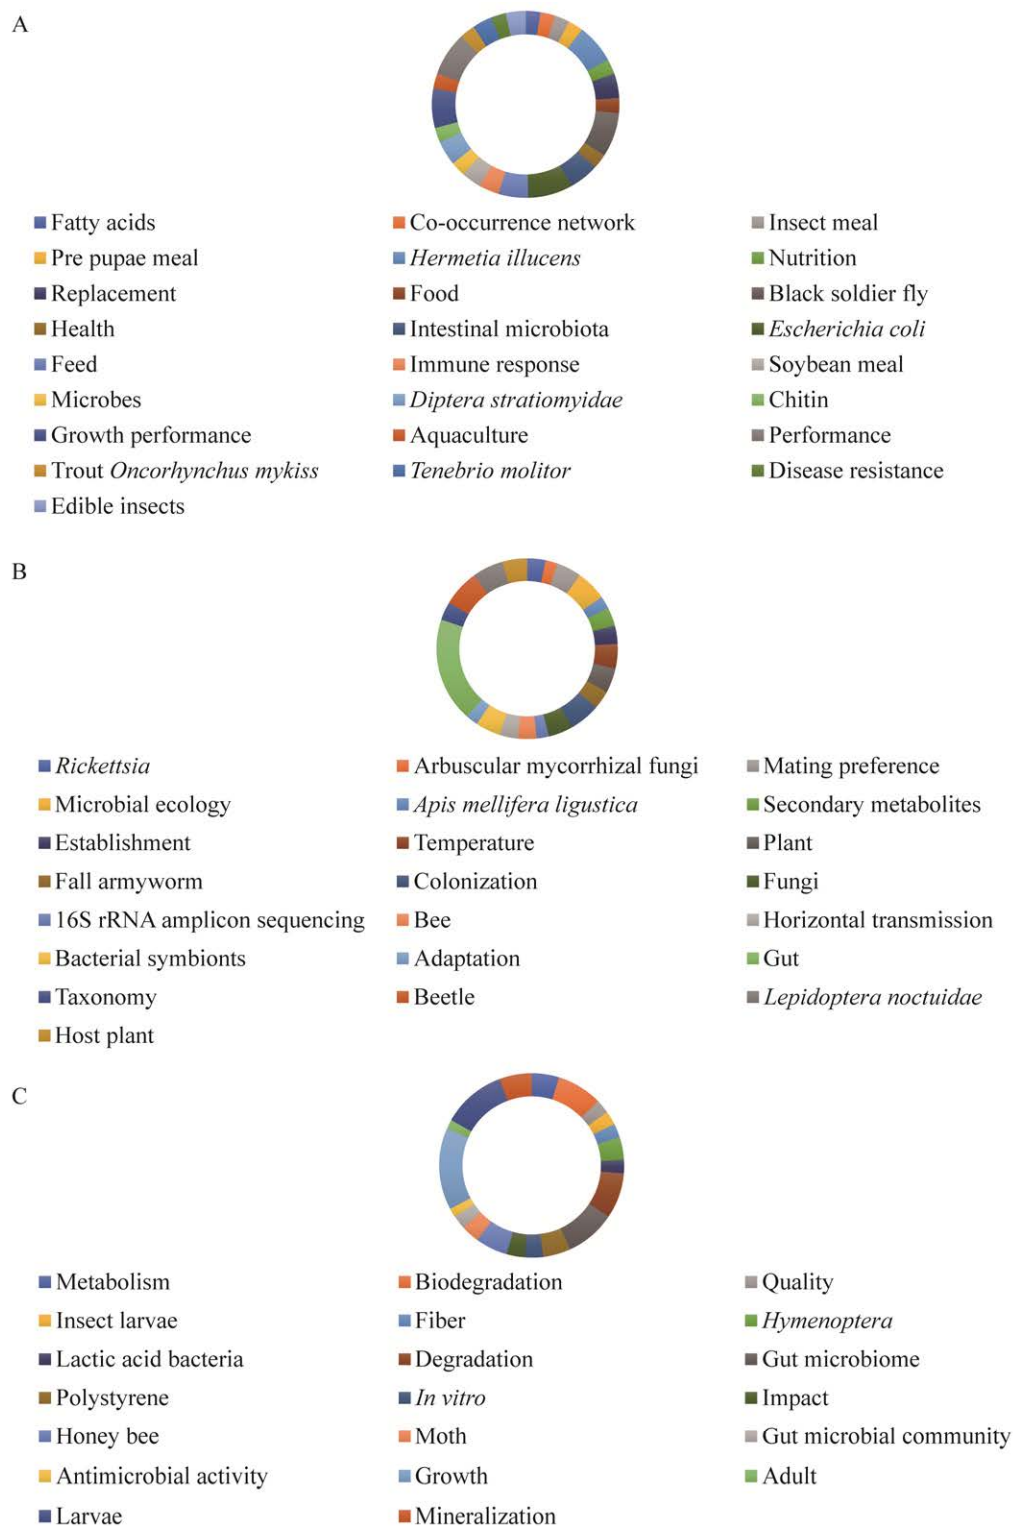 A
Fatty acids Co-occurrence network Insect meal
Pre pupae meal Hermetia illucens Nutrition
Replacement Food Black soldier fly
Health Intestinal microbiota Escherichia coli
Feed Immune response Soybean meal
Microbes Diptera stratiomyidae Chitin
Growth performance Aquaculture Performance
Trout Oncorhynchus mykiss Tenebrio molitor Disease resistance
Edible insects
B
Rickettsia Arbuscular mycorrhizal fungi Mating preference
Microbial ecology Apis mellifera ligustica Secondary metabolites
Establishment Temperature Plant
Fall armyworm Colonization Fungi
16S rRNA amplicon sequencing Bee Horizontal transmission
Bacterial symbionts Adaptation Gut
Taxonomy Beetle Lepidoptera noctuidae
Host plant
C
Metabolism Biodegradation Quality
Insect larvae Fiber Hymenoptera
Lactic acid bacteria Degradation Gut microbiome
Polystyrene In vitro Impact
Honey bee Moth Gut microbial community
Antimicrobial activity Growth Adult
Larvae Mineralization